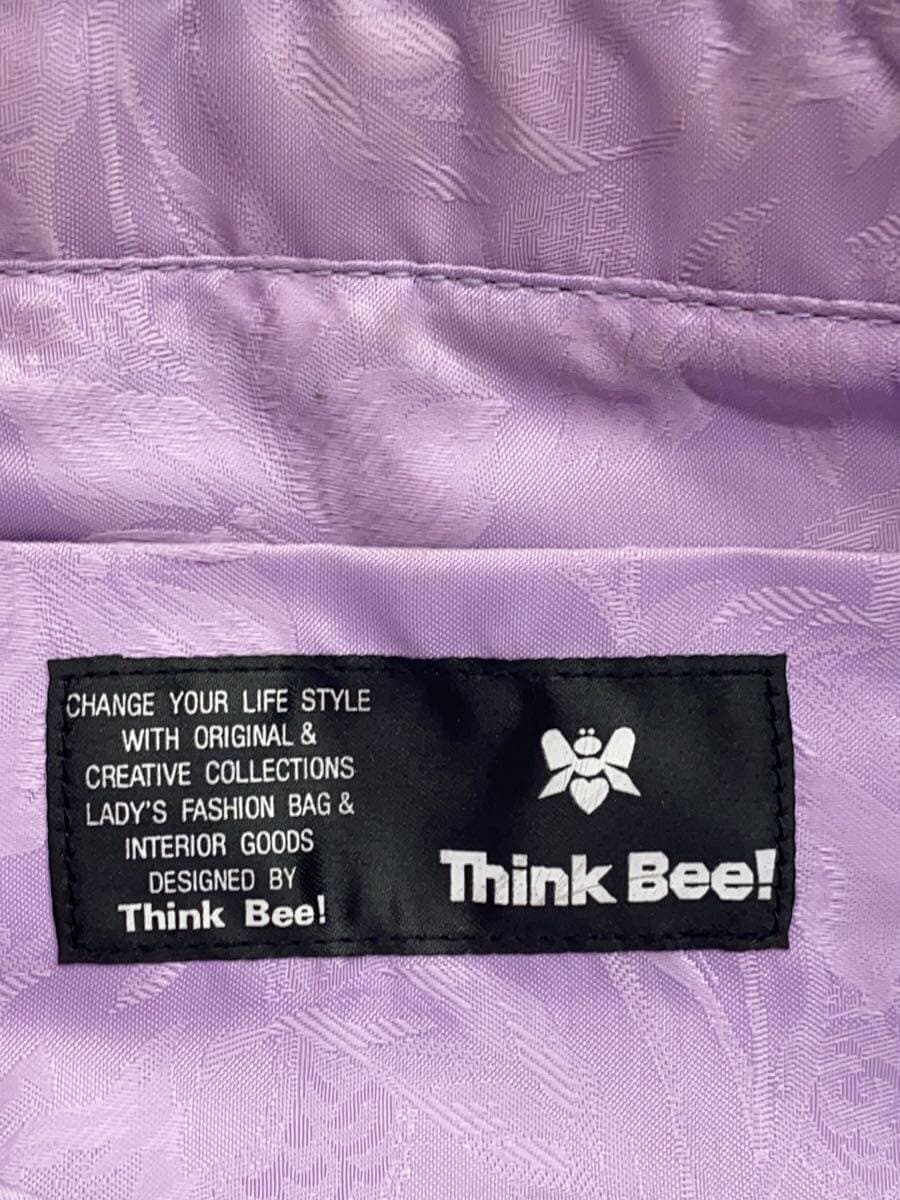 CHANGE YOUR LIFE STYLE
WITH ORIGINAL &
CREATIVE COLLECTIONS
LADY'S FASHION BAG &
INTERIOR GOODS
DESIGNED BY
Think Bee!
Think Bee!